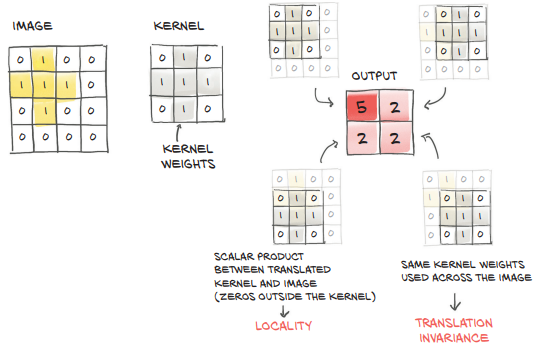 IMAGE
0 1 0 0
1 1 1 0
0 1 0 0
0 0 0 0
KERNEL
0 1 0
1 1 1
0 1 0
KERNEL
WEIGHTS
0 1 0 0
1 1 1 0
0 1 0 0
0 0 0 0
0 0 1 0
1 1 1 1
0 0 1 0
0 0 0 0
OUTPUT
5 2
2 2
0 1 0 0
0 1 0 0
1 1 1 0
0 1 0 0
0 1 0 0
1 0 1 0
0 1 1 1
0 0 1 0
SCALAR PRODUCT
BETWEEN TRANSLATED
KERNEL AND IMAGE
(ZEROS OUTSIDE THE KERNEL)
LOCALITY
SAME KERNEL WEIGHTS
USED ACROSS THE IMAGE
TRANSLATION
INVARIANCE